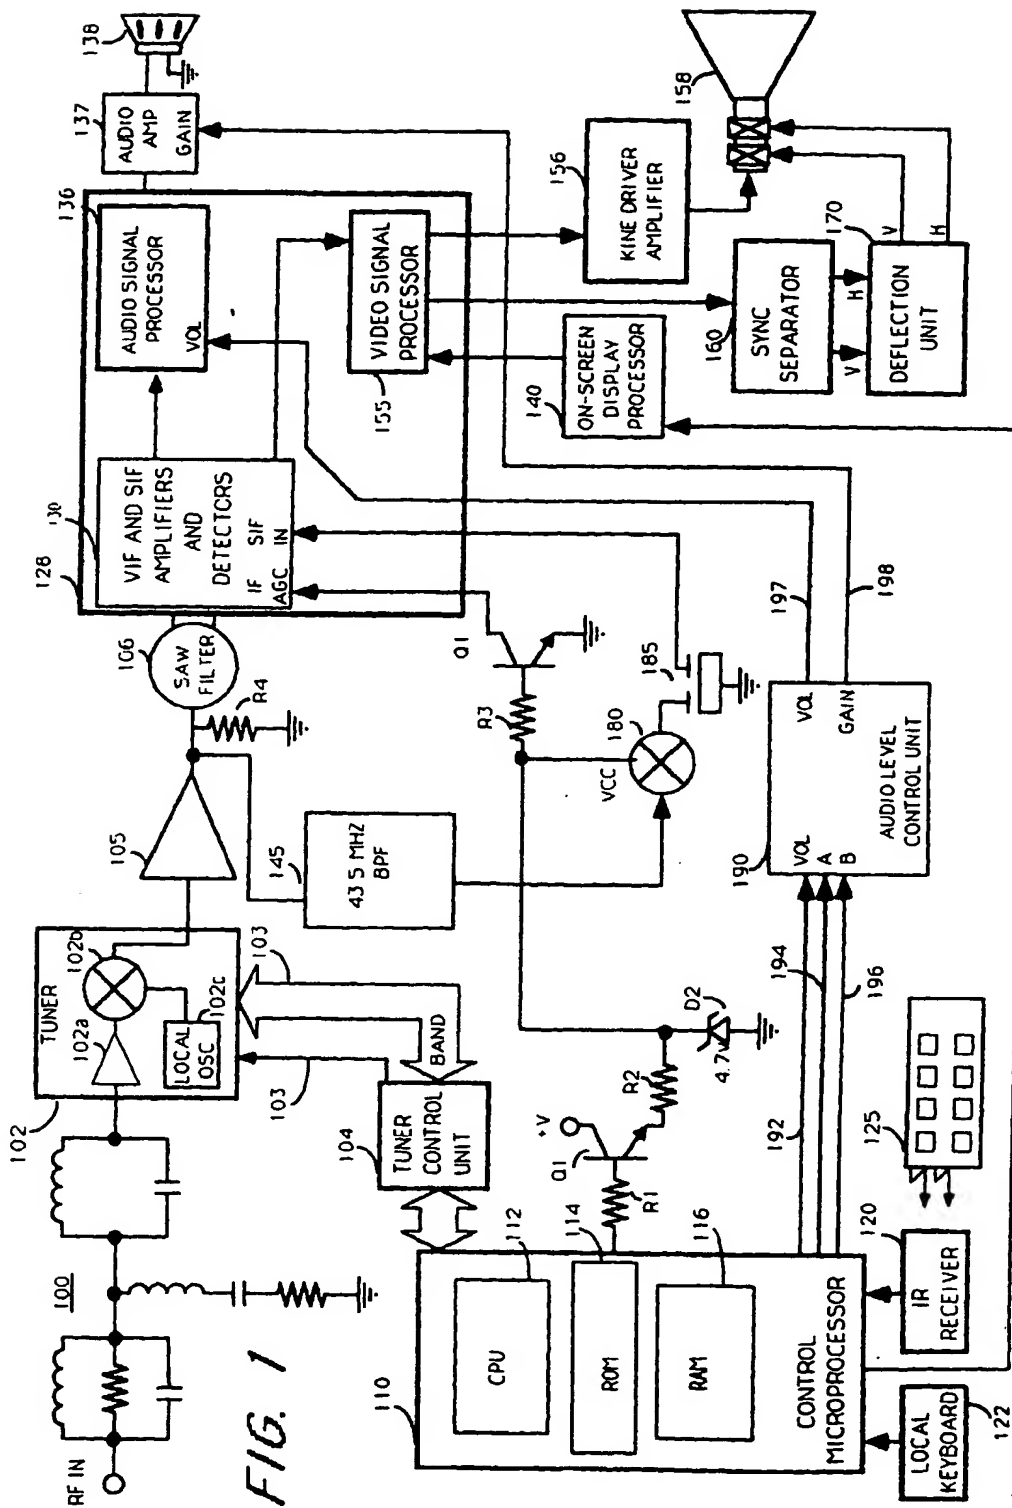 RF IN
100
102
TUNER
102a
102b
LOCAL
OSC
102c
103
103
BAND
104
TUNER
CONTROL
UNIT
105
106
SAW
FILTER
R4
145
43 5 MHZ
BPF
128
130
VIF AND SIF
AMPLIFIERS
AND
DETECTORS
IF
AGC
SIF
IN
136
AUDIO SIGNAL
PROCESSOR
VOL
137
AUDIO
AMP
GAIN
138
155
VIDEO SIGNAL
PROCESSOR
156
KINE DRIVER
AMPLIFIER
158
140
ON-SCREEN
DISPLAY
PROCESSOR
160
SYNC
SEPARATOR
V
H
170
DEFLECTION
UNIT
V
H
Q1
R3
VCC
180
185
190
VOL
A
B
AUDIO LEVEL
CONTROL UNIT
VOL
GAIN
197
198
192
194
196
+V
Q1
R1
R2
D2
4.7V
110
112
CPU
114
ROM
116
RAM
CONTROL
MICROPROCESSOR
120
IR
RECEIVER
122
LOCAL
KEYBOARD
125
FIG. 1